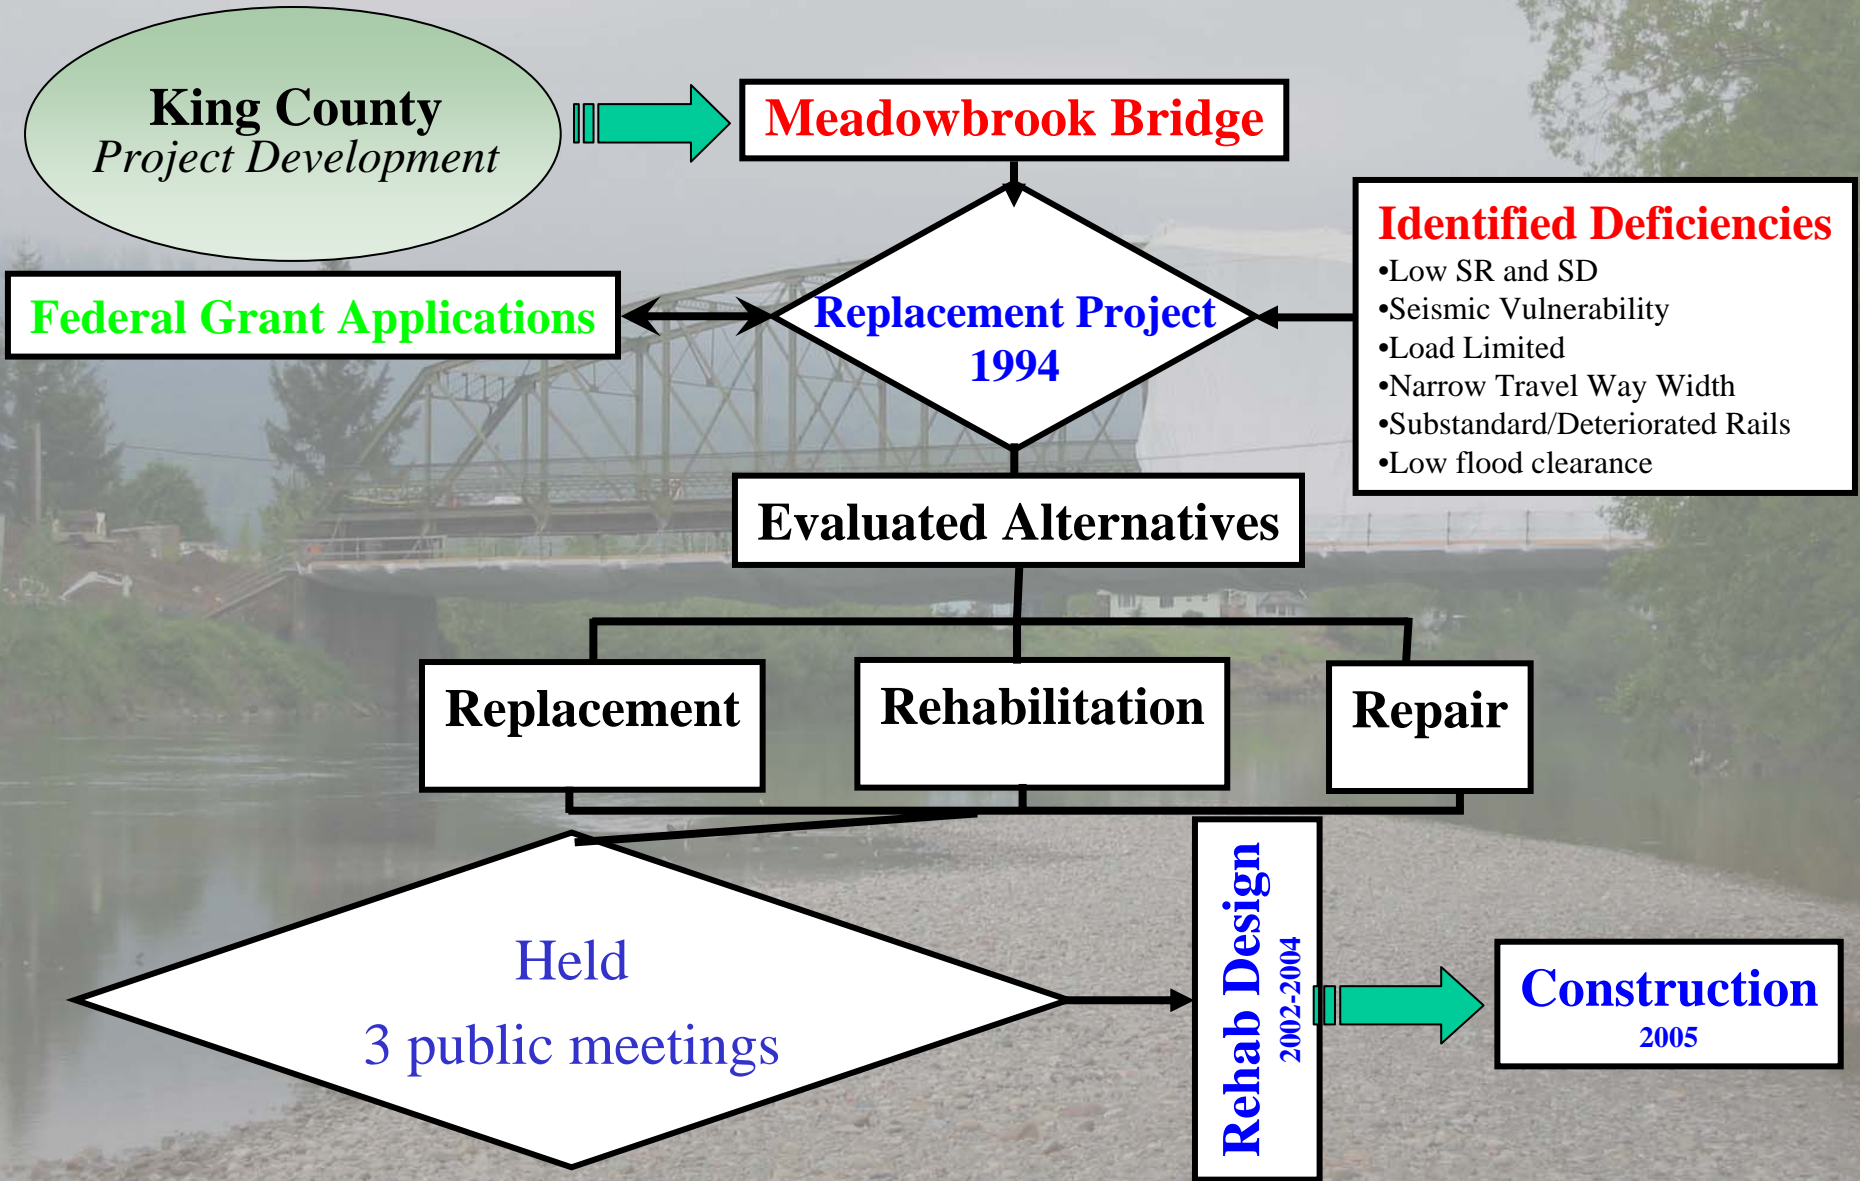 King County
Project Development
Meadowbrook Bridge
Identified Deficiencies
•Low SR and SD
•Seismic Vulnerability
•Load Limited
•Narrow Travel Way Width
•Substandard/Deteriorated Rails
•Low flood clearance
Federal Grant Applications
Replacement Project
1994
Evaluated Alternatives
Replacement
Rehabilitation
Repair
Held
3 public meetings
Rehab Design
2002-2004
Construction
2005